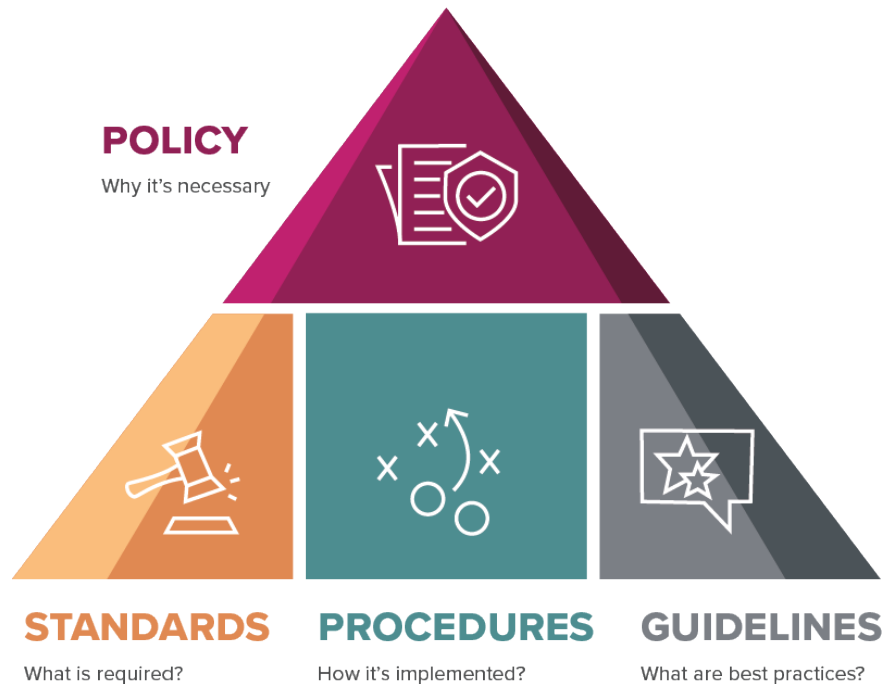 POLICY
Why it’s necessary
STANDARDS
What is required?
PROCEDURES
How it’s implemented?
GUIDELINES
What are best practices?